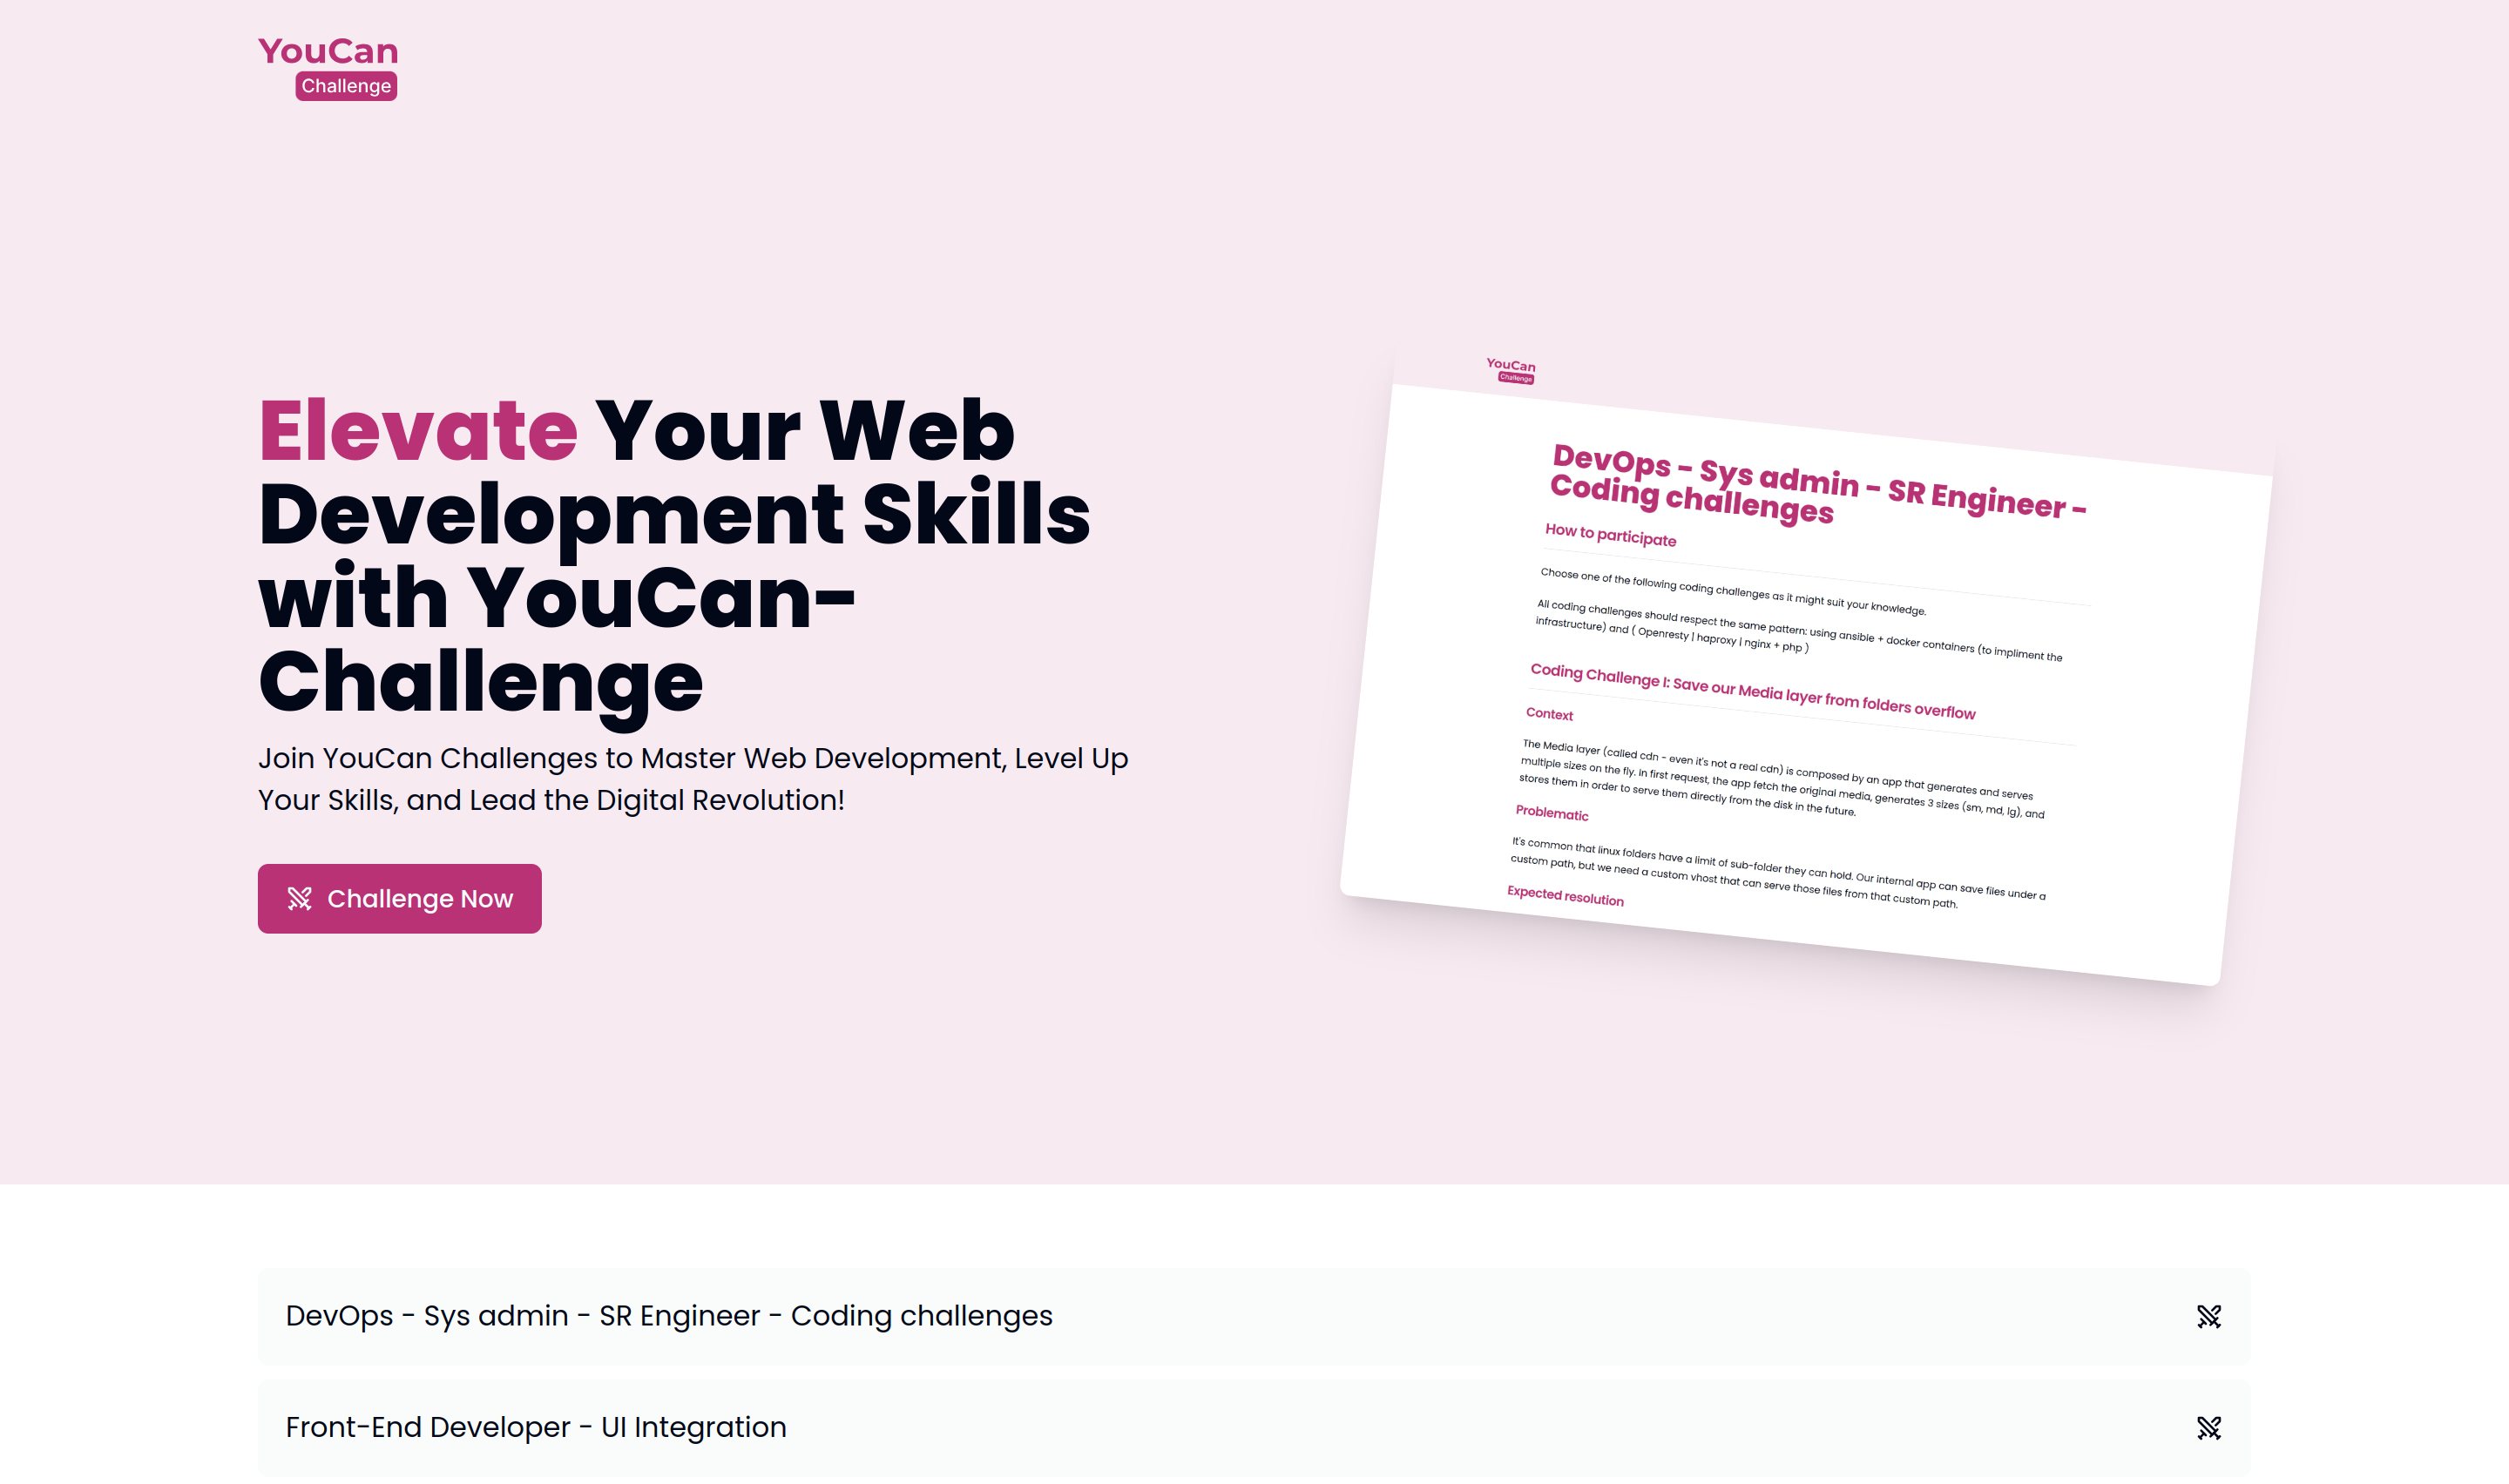 YouCan
Challenge
Elevate Your Web
Development Skills
with YouCan-
Challenge
Join YouCan Challenges to Master Web Development, Level Up
Your Skills, and Lead the Digital Revolution!
Challenge Now
YouCan
Challenge
DevOps - Sys admin - SR Engineer -
Coding challenges
How to participate
Choose one of the following coding challenges as it might suit your knowledge.
All coding challenges should respect the same pattern: using ansible + docker containers (to impliment the
infrastructure) and ( Openresty | haproxy | nginx + php )
Coding Challenge I: Save our Media layer from folders overflow
Context
The Media layer (called cdn - even it's not a real cdn) is composed by an app that generates and serves
multiple sizes on the fly. In first request, the app fetch the original media, generates 3 sizes (sm, md, lg), and
stores them in order to serve them directly from the disk in the future.
Problematic
It's common that linux folders have a limit of sub-folder they can hold. Our internal app can save files under a
custom path, but we need a custom vhost that can serve those files from that custom path.
Expected resolution
DevOps - Sys admin - SR Engineer - Coding challenges
Front-End Developer - UI Integration